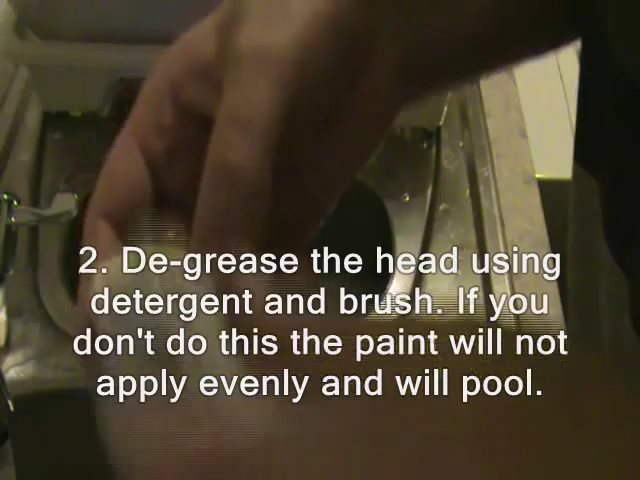 2. De-grease the head using
detergent and brush. If you
don't do this the paint will not
apply evenly and will pool.